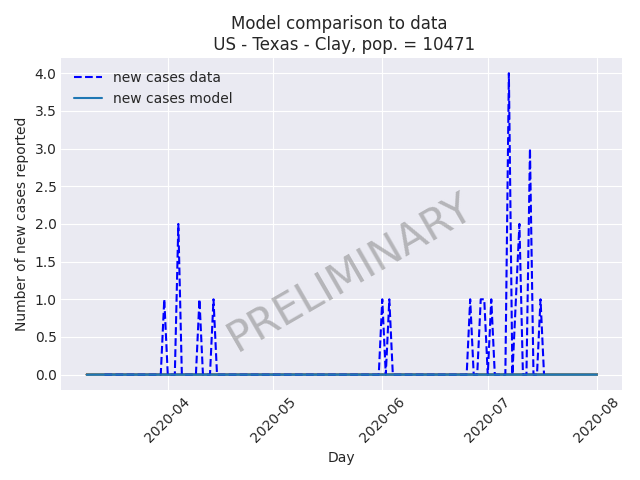 Model comparison to data
US - Texas - Clay, pop. = 10471
new cases data
new cases model
Number of new cases reported
4.0
3.5
3.0
2.5
2.0
1.5
1.0
0.5
0.0
PRELIMINARY
2020-04
2020-05
2020-06
2020-07
2020-08
Day